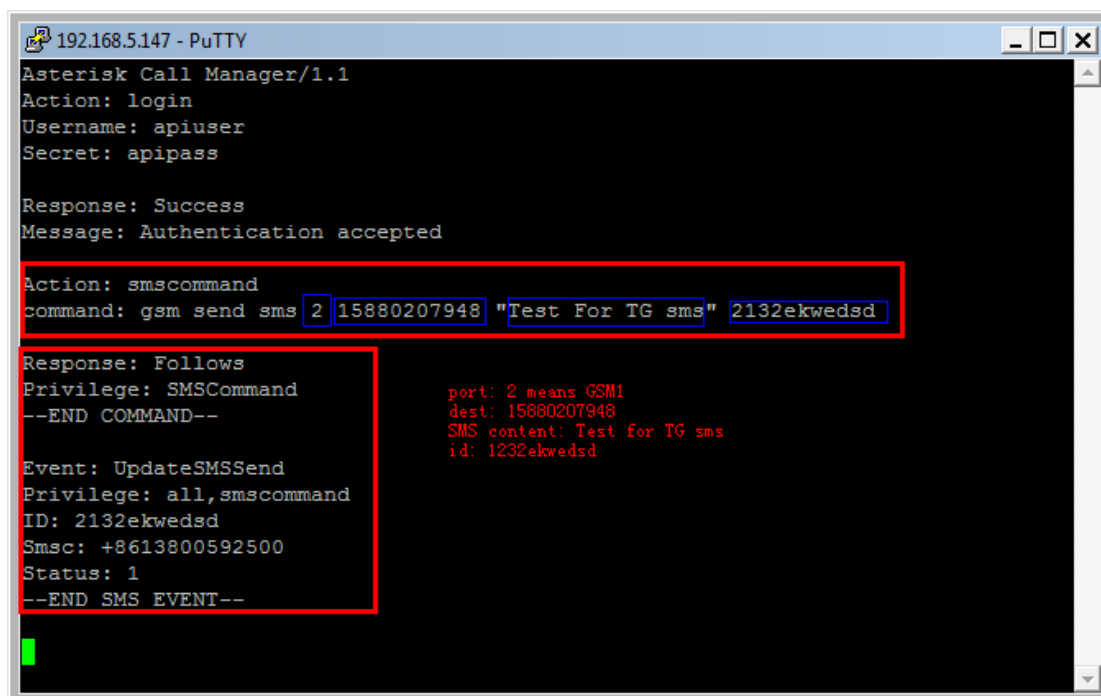 192.168.5.147 - PuTTY
Asterisk Call Manager/1.1
Action: login
Username: apiuser
Secret: apipass
Response: Success
Message: Authentication accepted
Action: smscommand
command: gsm send sms 2 15880207948 "Test For TG sms" 2132ekwedsd
Response: Follows
Privilege: SMSCommand
--END COMMAND--
port: 2 means GSM1
dest: 15880207948
SMS content: Test for TG sms
id: 1232ekwedsd
Event: UpdateSMSSend
Privilege: all,smscommand
ID: 2132ekwedsd
Smsc: +8613800592500
Status: 1
--END SMS EVENT--